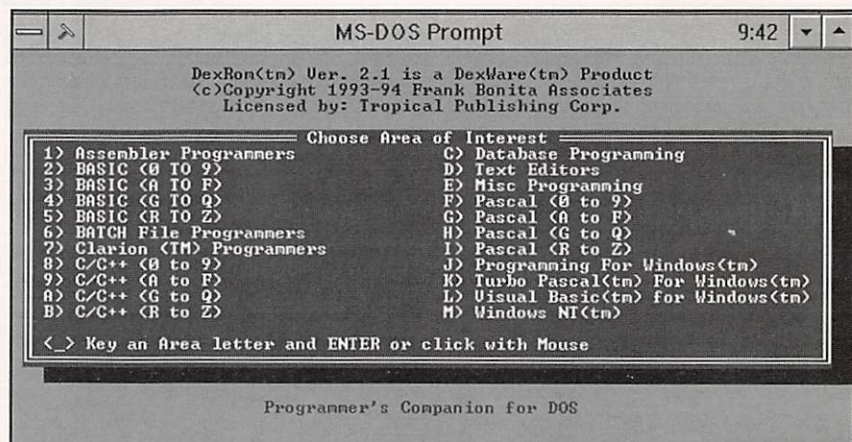 MS-DOS Prompt 9:42
DexRom(tm) Ver. 2.1 is a DexWare(tm) Product
(c)Copyright 1993-94 Frank Bonita Associates
Licensed by: Tropical Publishing Corp.
Choose Area of Interest
1) Assembler Programmers
2) BASIC (0 TO 9)
3) BASIC (A TO F)
4) BASIC (G TO Q)
5) BASIC (R TO Z)
6) BATCH File Programmers
7) Clarion (TM) Programmers
8) C/C++ (0 to 9)
9) C/C++ (A to F)
A) C/C++ (G to Q)
B) C/C++ (R to Z)
C) Database Programming
D) Text Editors
E) Misc Programming
F) Pascal (0 to 9)
G) Pascal (A to F)
H) Pascal (G to Q)
I) Pascal (R to Z)
J) Programming For Windows(tm)
K) Turbo Pascal(tm) For Windows(tm)
L) Visual Basic(tm) for Windows(tm)
M) Windows NT(tm)
(_) Key an Area letter and ENTER or click with Mouse
Programmer's Companion for DOS